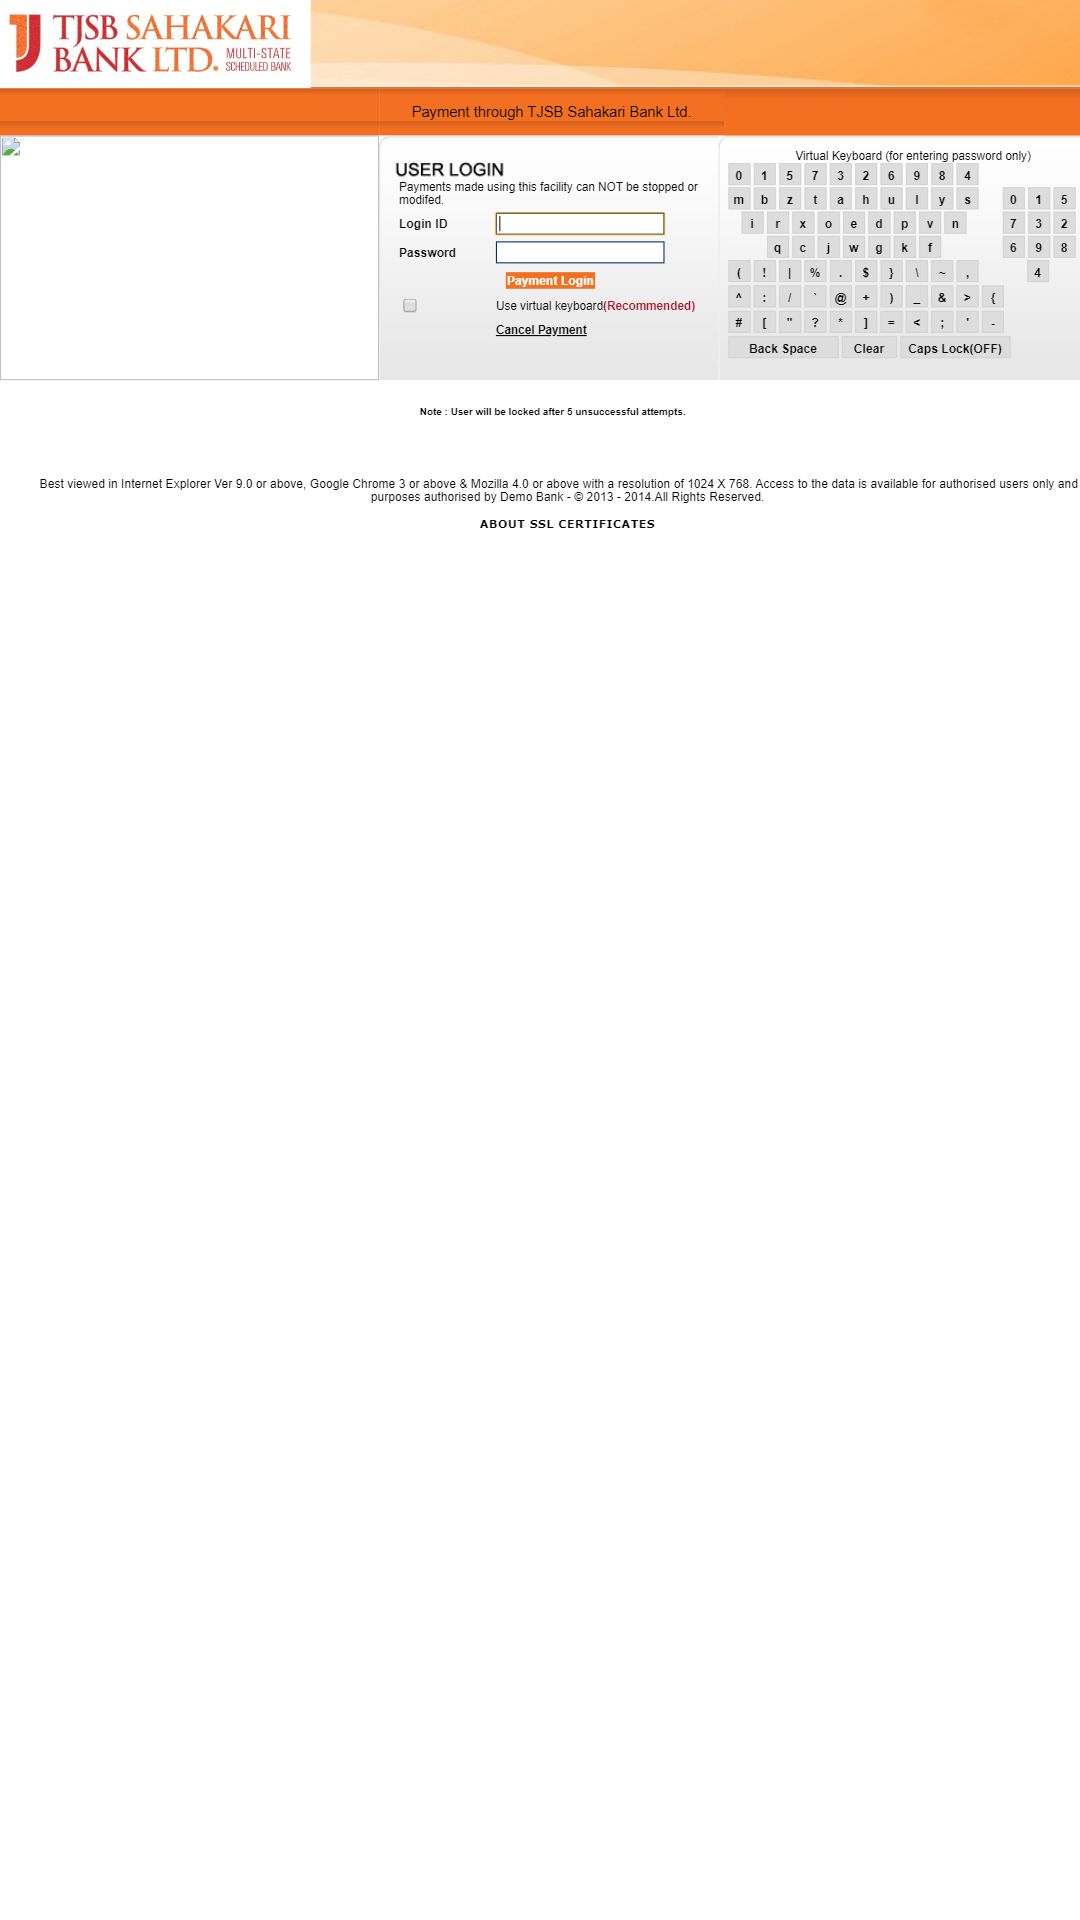 TJSB SAHAKARI
BANK LTD. MULTI-STATE
SCHEDULED BANK
Payment through TJSB Sahakari Bank Ltd.
USER LOGIN
Payments made using this facility can NOT be stopped or
modifed.
Login ID
Password
Payment Login
Use virtual keyboard(Recommended)
Cancel Payment
Virtual Keyboard (for entering password only)
0 1 5 7 3 2 6 9 8 4
m b z t a h u l y s 0 1 5
i r x o e d p v n 7 3 2
q c j w g k f 6 9 8
( ! | % . $ } \ ~ , 4
^ : / ` @ + ) _ & > {
# [ " ? * ] = < ; ' -
Back Space Clear Caps Lock(OFF)
Note : User will be locked after 5 unsuccessful attempts.
Best viewed in Internet Explorer Ver 9.0 or above, Google Chrome 3 or above & Mozilla 4.0 or above with a resolution of 1024 X 768. Access to the data is available for authorised users only and
purposes authorised by Demo Bank - © 2013 - 2014.All Rights Reserved.
ABOUT SSL CERTIFICATES